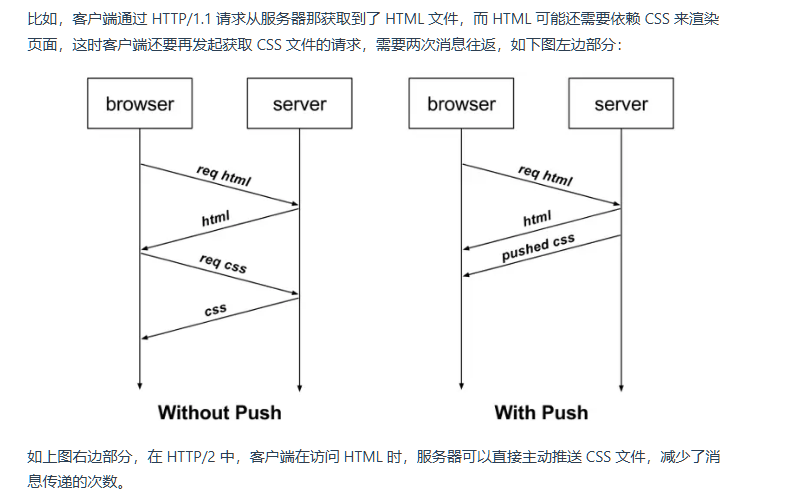 比如，客户端通过 HTTP/1.1 请求从服务器那获取到了 HTML 文件，而 HTML 可能还需要依赖 CSS 来渲染
页面，这时客户端还要再发起获取 CSS 文件的请求，需要两次消息往返，如下图左边部分：
browser
server
req html
html
req css
css
Without Push
browser
server
req html
html
pushed css
With Push
如上图右边部分，在 HTTP/2 中，客户端在访问 HTML 时，服务器可以直接主动推送 CSS 文件，减少了消
息传递的次数。